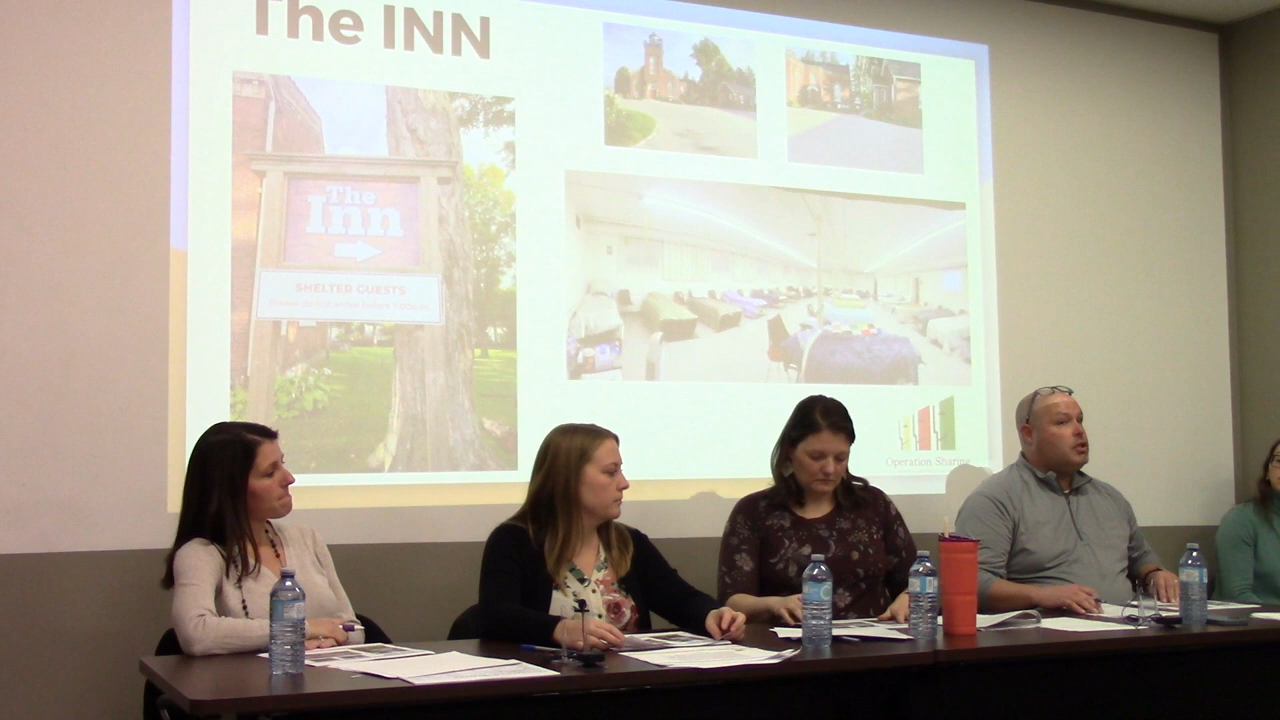 The INN
The
Inn
SHELTER GUESTS
Operation Sharing